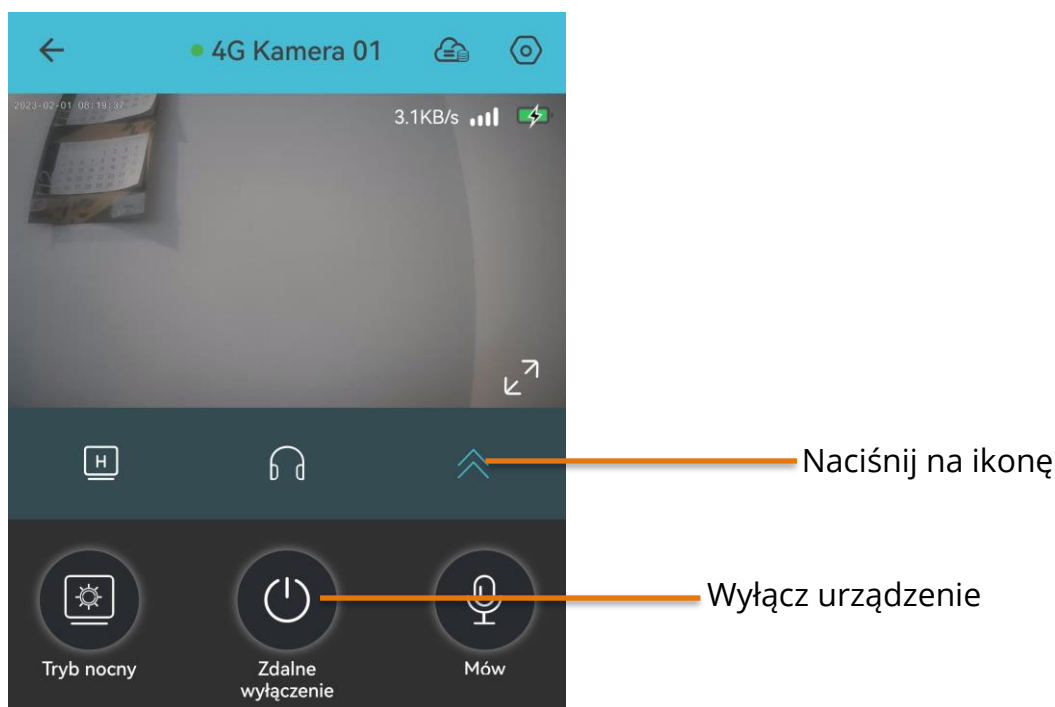 4G Kamera 01
2023-02-01 08:19:37
3.1KB/s
H
Naciśnij na ikonę
Wyłącz urządzenie
Tryb nocny
Zdalne
wyłączenie
Mów